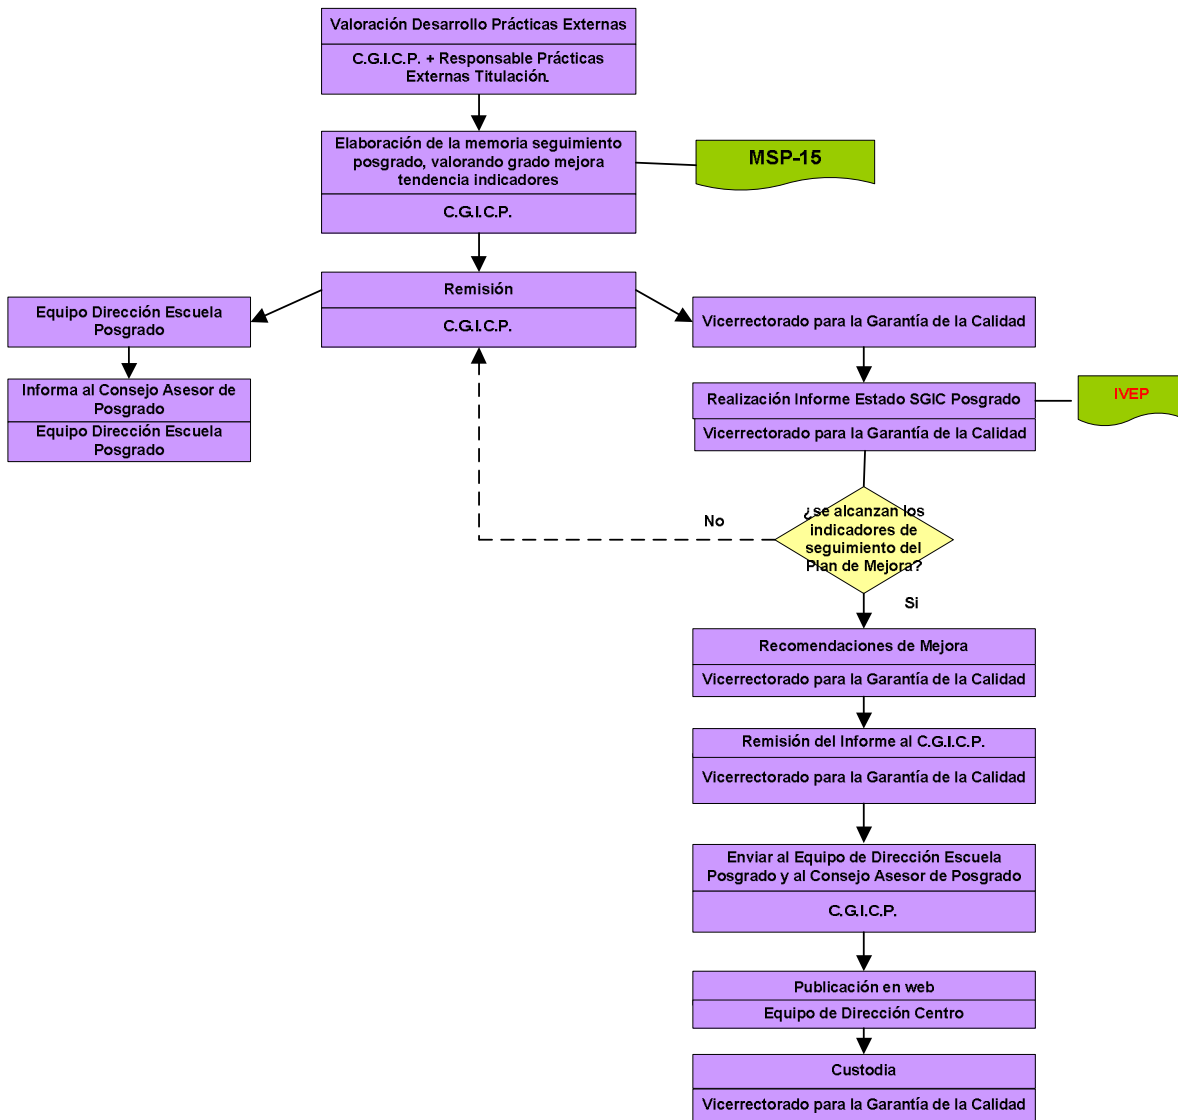 Valoración Desarrollo Prácticas Externas
C.G.I.C.P. + Responsable Prácticas
Externas Titulación.
Elaboración de la memoria seguimiento
posgrado, valorando grado mejora
tendencia indicadores
C.G.I.C.P.
MSP-15
Remisión
C.G.I.C.P.
Equipo Dirección Escuela
Posgrado
Informa al Consejo Asesor de
Posgrado
Equipo Dirección Escuela
Posgrado
Vicerrectorado para la Garantía de la Calidad
Realización Informe Estado SGIC Posgrado
Vicerrectorado para la Garantía de la Calidad
IVEP
¿se alcanzan los
indicadores de
seguimiento del
Plan de Mejora?
No
Si
Recomendaciones de Mejora
Vicerrectorado para la Garantía de la Calidad
Remisión del Informe al C.G.I.C.P.
Vicerrectorado para la Garantía de la Calidad
Enviar al Equipo de Dirección Escuela
Posgrado y al Consejo Asesor de Posgrado
C.G.I.C.P.
Publicación en web
Equipo de Dirección Centro
Custodia
Vicerrectorado para la Garantía de la Calidad